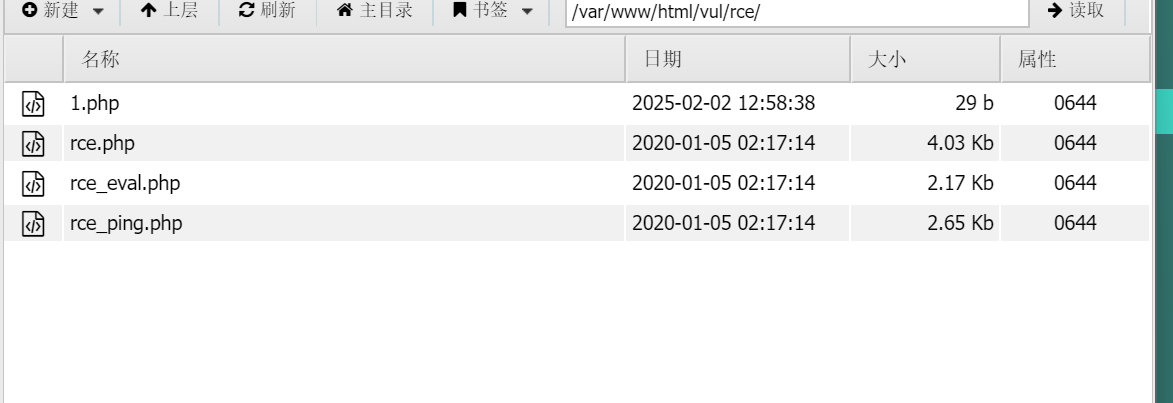 新建 上层 刷新 主目录 书签 /var/www/html/vul/rce/ 读取
名称 日期 大小 属性
1.php 2025-02-02 12:58:38 29 b 0644
rce.php 2020-01-05 02:17:14 4.03 Kb 0644
rce_eval.php 2020-01-05 02:17:14 2.17 Kb 0644
rce_ping.php 2020-01-05 02:17:14 2.65 Kb 0644